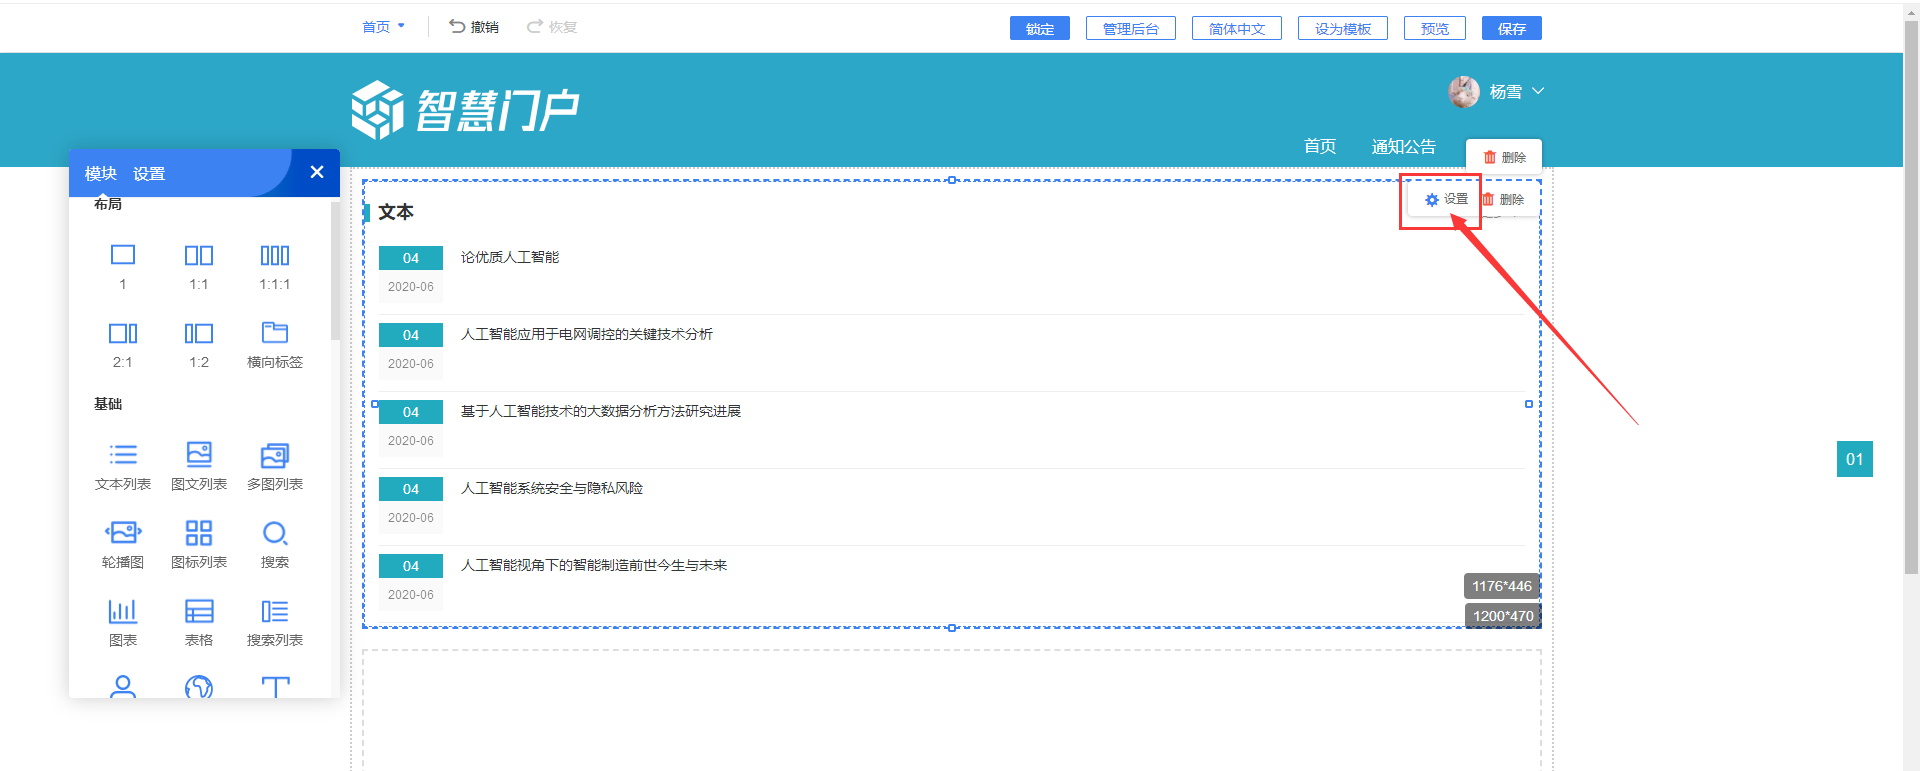 首页
撤销
恢复
锁定
管理后台
简体中文
设为模板
预览
保存
智慧门户
杨雪
首页
通知公告
删除
模块 设置
布局
1
1:1
1:1:1
2:1
1:2
横向标签
基础
文本列表
图文列表
多图列表
轮播图
图标列表
搜索
图表
表格
搜索列表
设置
删除
文本
04
2020-06
论优质人工智能
04
2020-06
人工智能应用于电网调控的关键技术分析
04
2020-06
基于人工智能技术的大数据分析方法研究进展
04
2020-06
人工智能系统安全与隐私风险
04
2020-06
人工智能视角下的智能制造前世今生与未来
1176*446
1200*470
01